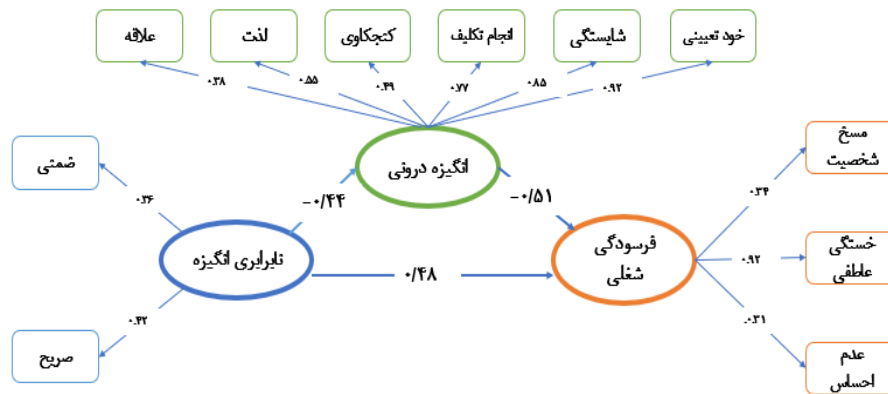 علاقه
لذت
کنجکاوی
انجام تکلیف
شایستگی
خود تعیینی
۰.۳۸
۰.۵۵
۰.۴۹
۰.۷۷
۰.۸۵
۰.۹۲
انگیزه درونی
ضمنی
صریح
۰.۳۶
۰.۴۲
نابرابری انگیزه
−۰/۴۴
−۰/۵۱
۰/۴۸
فرسودگی
شغلی
۰.۳۴
۰.۹۲
.۰.۳۱
مسخ
شخصیت
خستگی
عاطفی
عدم
احساس